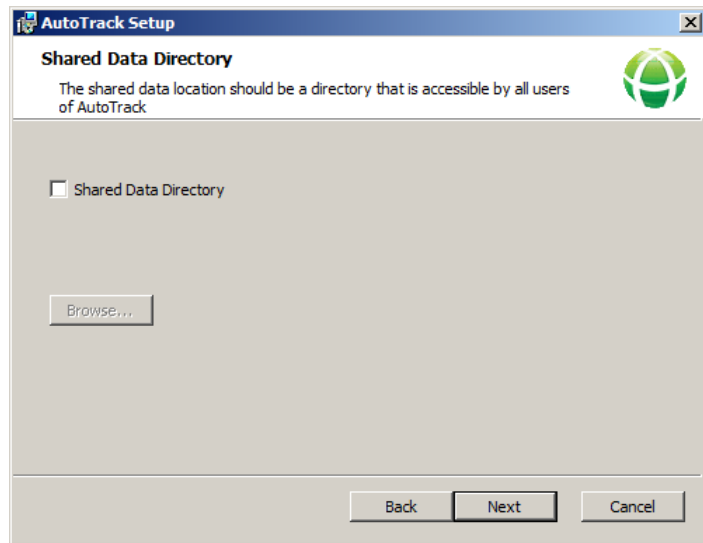 AutoTrack Setup
Shared Data Directory
The shared data location should be a directory that is accessible by all users
of AutoTrack
Shared Data Directory
Browse...
Back Next Cancel